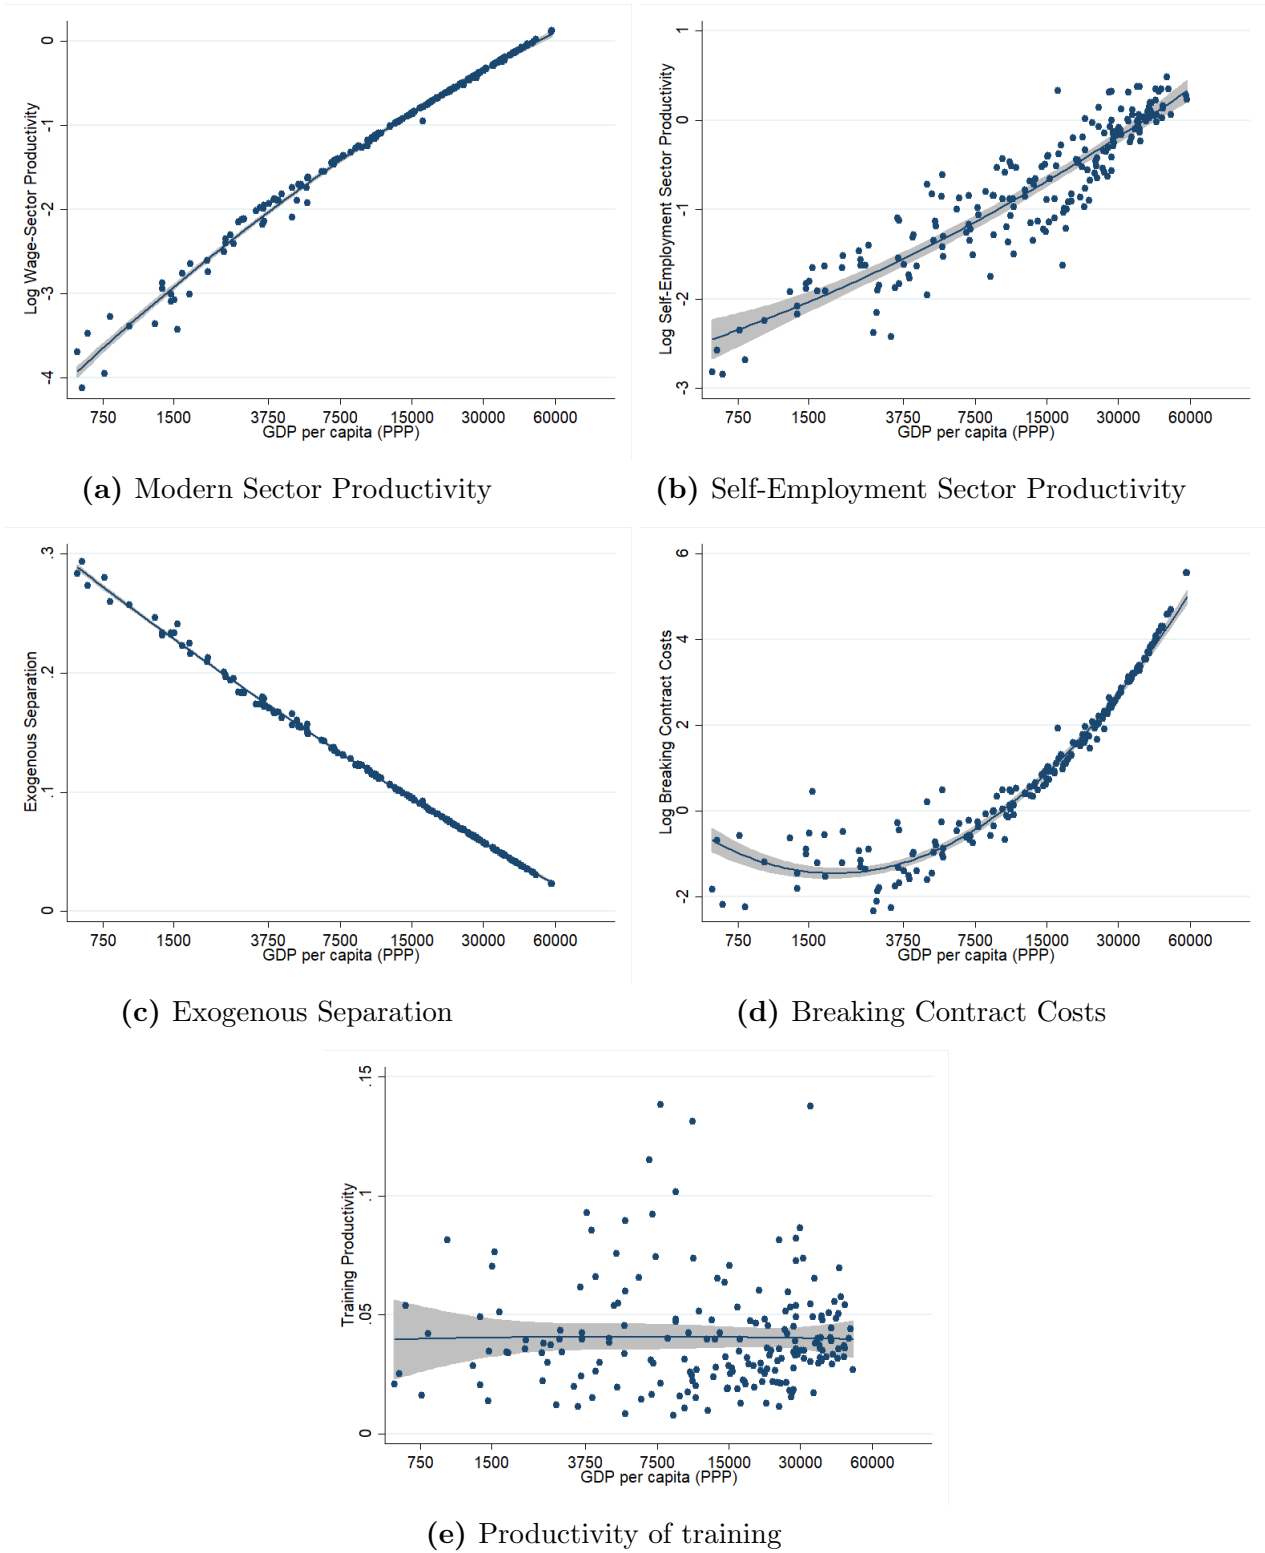 Log Wage-Sector Productivity
0
-1
-2
-3
-4
750 1500 3750 7500 15000 30000 60000
GDP per capita (PPP)
(a) Modern Sector Productivity
Log Self-Employment Sector Productivity
1
0
-1
-2
-3
750 1500 3750 7500 15000 30000 60000
GDP per capita (PPP)
(b) Self-Employment Sector Productivity
Exogenous Separation
.3
.2
.1
0
750 1500 3750 7500 15000 30000 60000
GDP per capita (PPP)
(c) Exogenous Separation
Log Breaking Contract Costs
6
4
2
0
-2
750 1500 3750 7500 15000 30000 60000
GDP per capita (PPP)
(d) Breaking Contract Costs
Training Productivity
.15
.1
.05
0
750 1500 3750 7500 15000 30000 60000
GDP per capita (PPP)
(e) Productivity of training